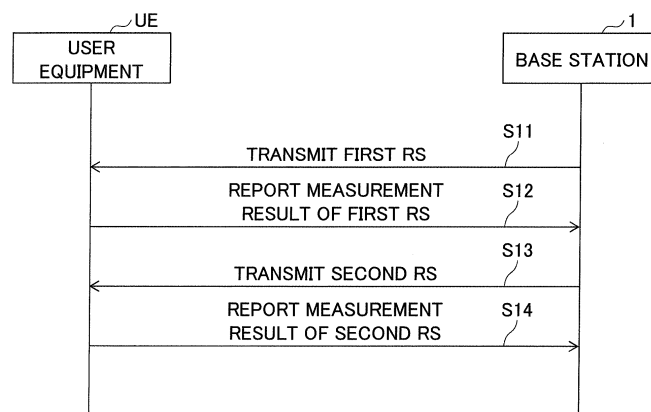 UE
USER
EQUIPMENT
1
BASE STATION
S11
TRANSMIT FIRST RS
REPORT MEASUREMENT
RESULT OF FIRST RS
S12
S13
TRANSMIT SECOND RS
REPORT MEASUREMENT
RESULT OF SECOND RS
S14